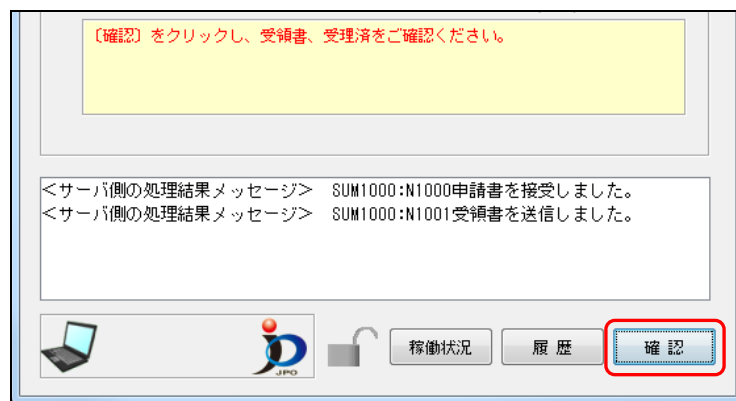 〔確認〕をクリックし、受領書、受理済をご確認ください。
＜サーバ側の処理結果メッセージ＞　SUM1000:N1000申請書を接受しました。
＜サーバ側の処理結果メッセージ＞　SUM1000:N1001受領書を送信しました。
JPO
稼働状況　履 歴　確 認